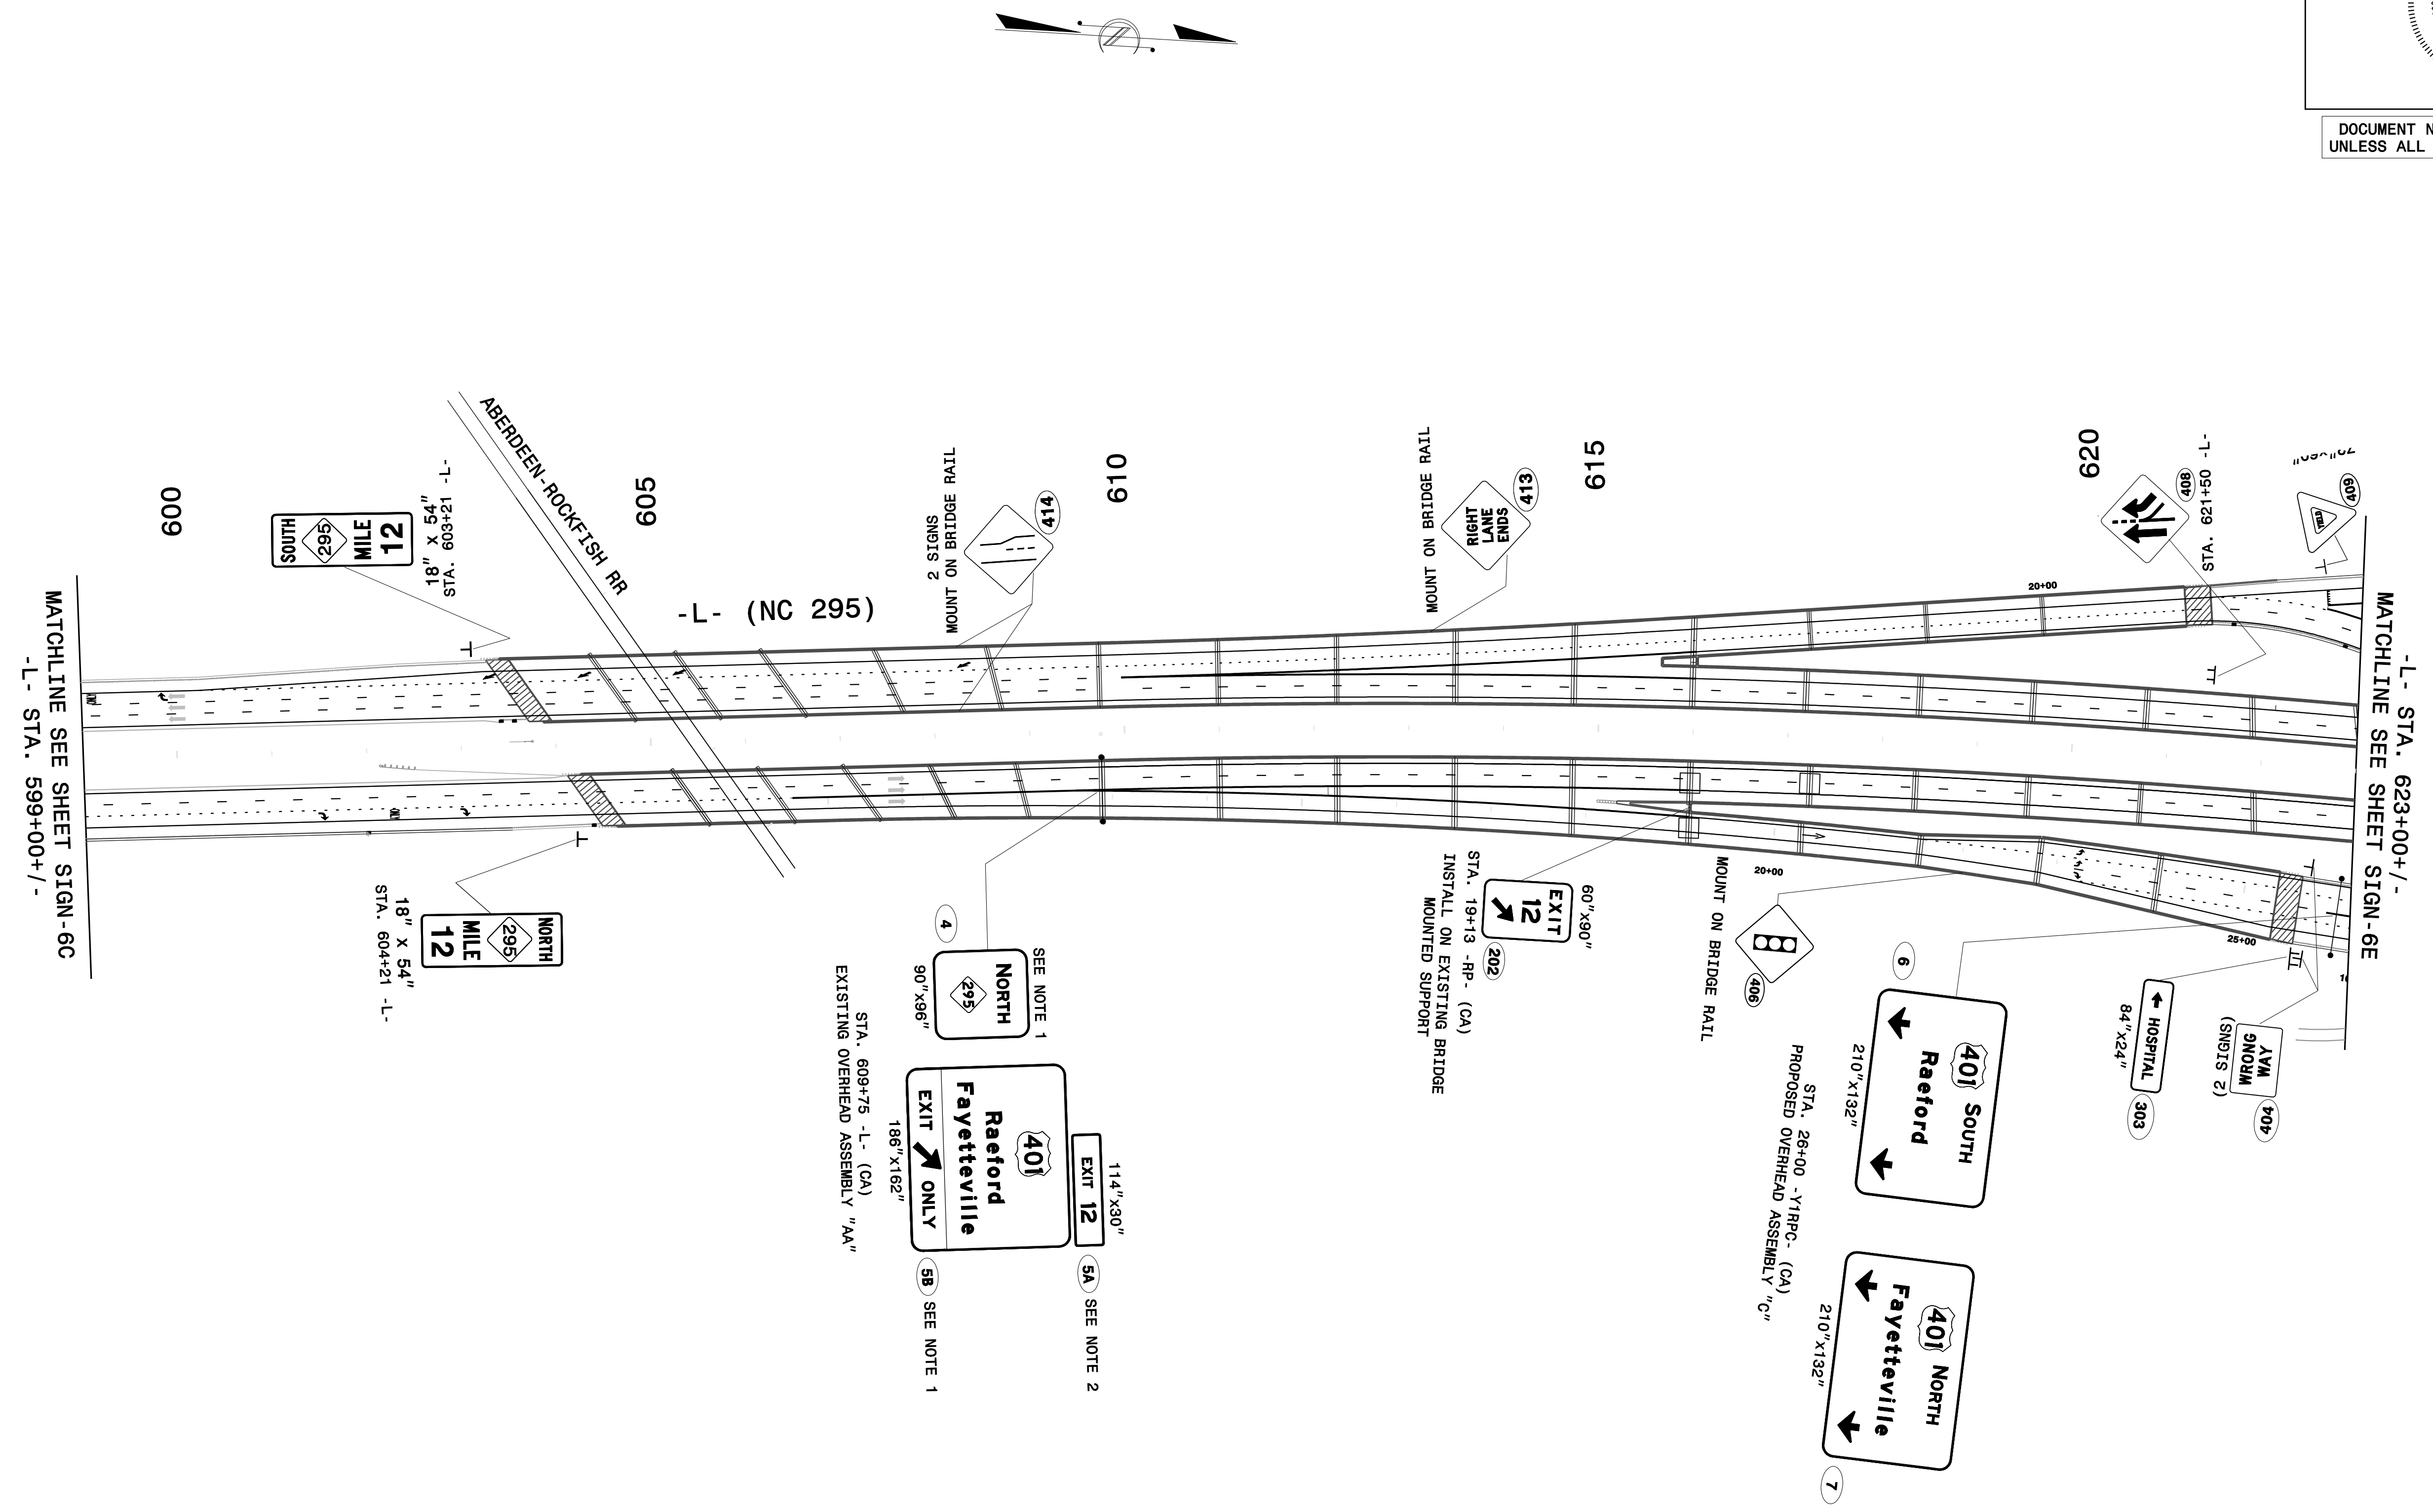 DOCUMENT N
UNLESS ALL
600
605
610
615
620
SOUTH
295
MILE
12
18" x 54"
STA. 603+21 -L-
ABERDEEN-ROCKFISH RR
-L- (NC 295)
2 SIGNS
MOUNT ON BRIDGE RAIL
414
MOUNT ON BRIDGE RAIL
RIGHT
LANE
ENDS
413
408
STA. 621+50 -L-
YIELD
409
20+00
MATCHLINE SEE SHEET SIGN-6C
-L- STA. 599+00+/-
-L- STA. 623+00+/-
MATCHLINE SEE SHEET SIGN-6E
NORTH
295
MILE
12
18" x 54"
STA. 604+21 -L-
4
SEE NOTE 1
NORTH
295
90"x96"
STA. 609+75 -L- (CA)
EXISTING OVERHEAD ASSEMBLY "AA"
114"x30"
EXIT 12
401
Raeford
Fayetteville
EXIT ONLY
186"x162"
5A SEE NOTE 2
5B SEE NOTE 1
60"x90"
EXIT
12
202
STA. 19+13 -RP- (CA)
INSTALL ON EXISTING BRIDGE
MOUNTED SUPPORT
20+00
MOUNT ON BRIDGE RAIL
406
6
401 SOUTH
Raeford
210"x132"
STA. 26+00 -Y1RPC- (CA)
PROPOSED OVERHEAD ASSEMBLY "C"
401 NORTH
Fayetteville
210"x132"
7
25+00
HOSPITAL
84"x24"
303
WRONG
WAY
(2 SIGNS)
404